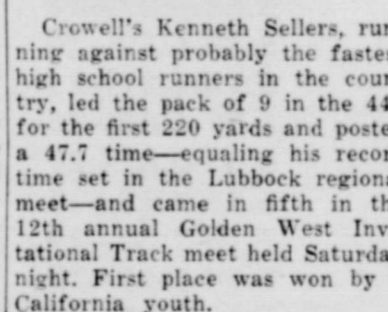 Crowell's Kenneth Sellers, run
ning against probably the faste
high school runners in the coun
try, led the pack of 9 in the 44
for the first 220 yards and poste
a 47.7 time—equaling his recor
time set in the Lubbock regiona
meet—and came in fifth in th
12th annual Golden West Inv
tational Track meet held Saturda
night. First place was won by
California youth.